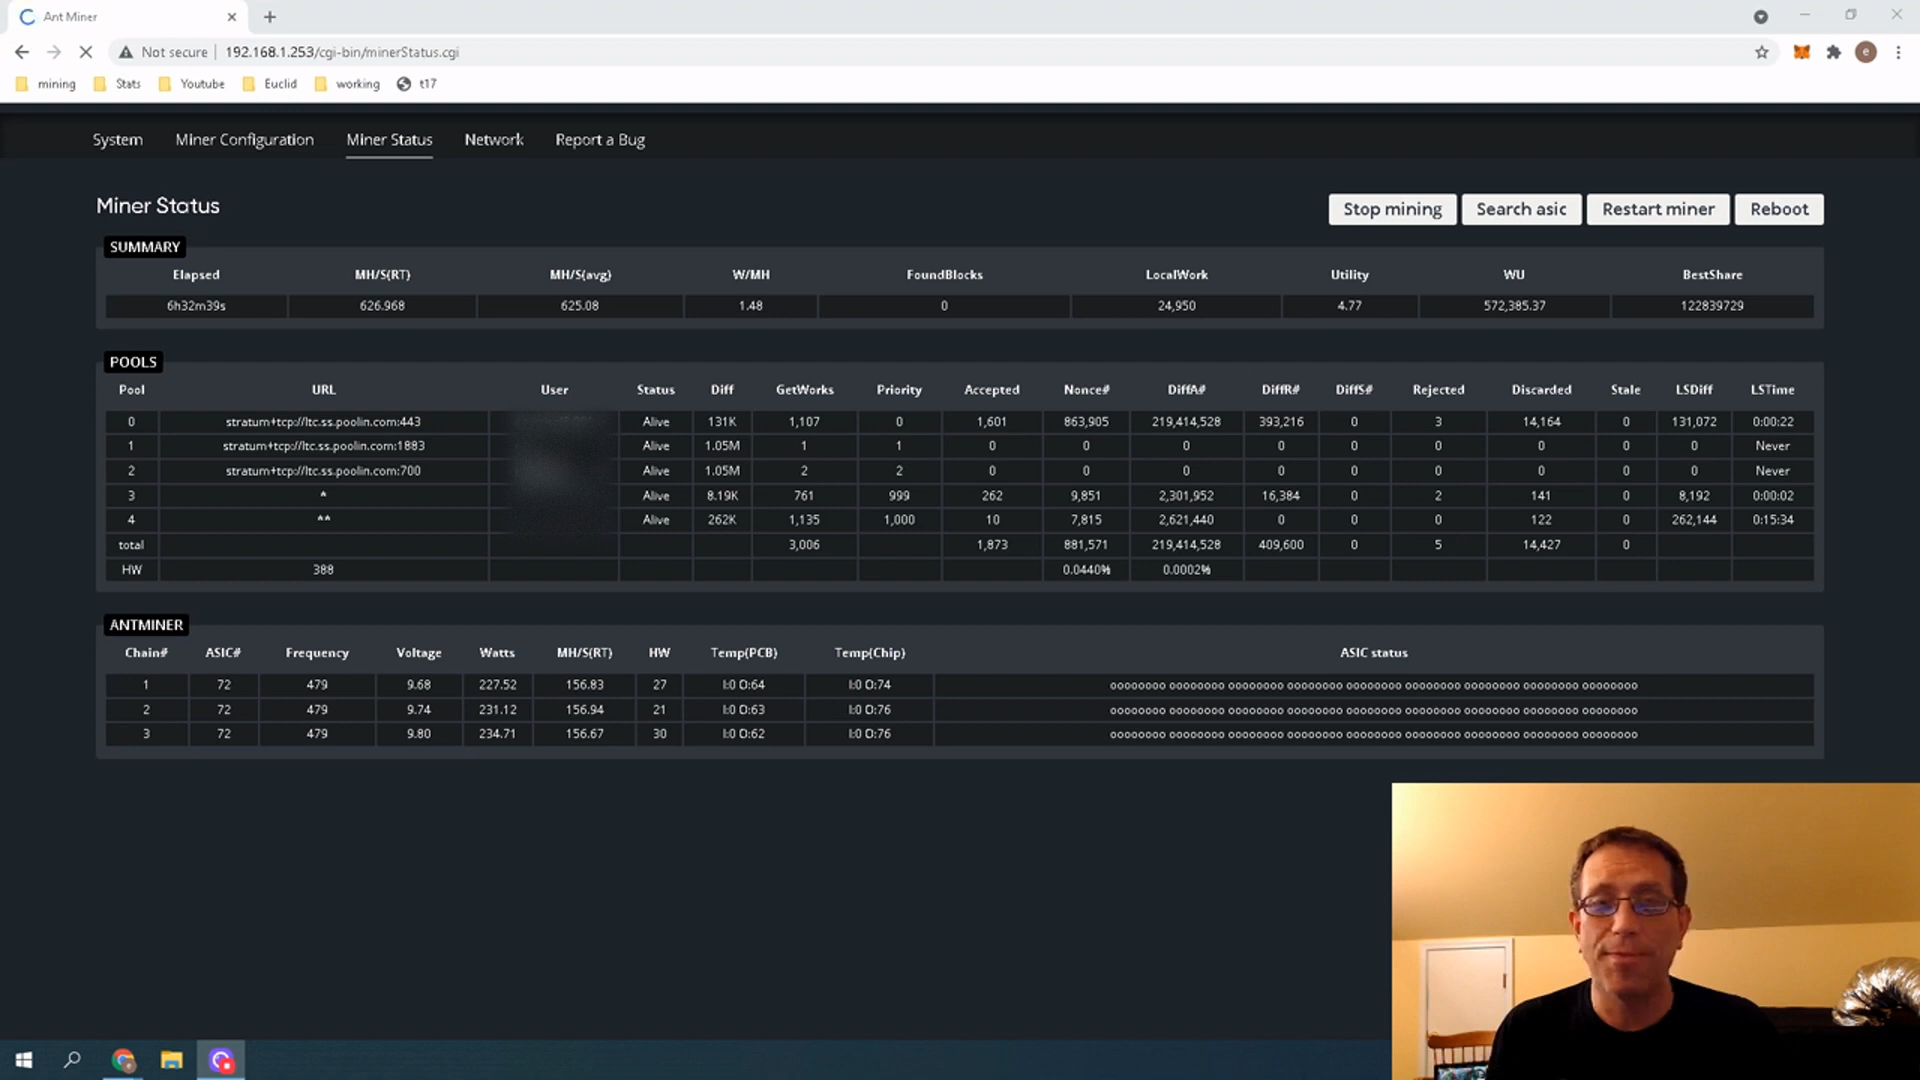 Ant Miner
Not secure 192.168.1.253/cgi-bin/minerStatus.cgi
e
mining Stats Youtube Euclid working t17
System Miner Configuration Miner Status Network Report a Bug
Miner Status
Stop mining Search asic Restart miner Reboot
SUMMARY
Elapsed MH/S(RT) MH/S(avg) W/MH FoundBlocks LocalWork Utility WU BestShare
6h32m39s 626.968 625.08 1.48 0 24,950 4.77 572,385.37 122839729
POOLS
Pool URL User Status Diff GetWorks Priority Accepted Nonce# DiffA# DiffR# DiffS# Rejected Discarded Stale LSDiff LSTime
0 stratum+tcp://ltc.ss.poolin.com:443 Alive 131K 1,107 0 1,601 863,905 219,414,528 393,216 0 3 14,164 0 131,072 0:00:22
1 stratum+tcp://ltc.ss.poolin.com:1883 Alive 1.05M 1 1 0 0 0 0 0 0 0 0 0 Never
2 stratum+tcp://ltc.ss.poolin.com:700 Alive 1.05M 2 2 0 0 0 0 0 0 0 0 0 Never
3 * Alive 8.19K 761 999 262 9,851 2,301,952 16,384 0 2 141 0 8,192 0:00:02
4 ** Alive 262K 1,135 1,000 10 7,815 2,621,440 0 0 0 122 0 262,144 0:15:34
total 3,006 1,873 881,571 219,414,528 409,600 0 5 14,427 0
HW 388 0.0440% 0.0002%
ANTMINER
Chain# ASIC# Frequency Voltage Watts MH/S(RT) HW Temp(PCB) Temp(Chip) ASIC status
1 72 479 9.68 227.52 156.83 27 I:0 O:64 I:0 O:74 oooooooo oooooooo oooooooo oooooooo oooooooo oooooooo oooooooo oooooooo oooooooo
2 72 479 9.74 231.12 156.94 21 I:0 O:63 I:0 O:76 oooooooo oooooooo oooooooo oooooooo oooooooo oooooooo oooooooo oooooooo oooooooo
3 72 479 9.80 234.71 156.67 30 I:0 O:62 I:0 O:76 oooooooo oooooooo oooooooo oooooooo oooooooo oooooooo oooooooo oooooooo oooooooo